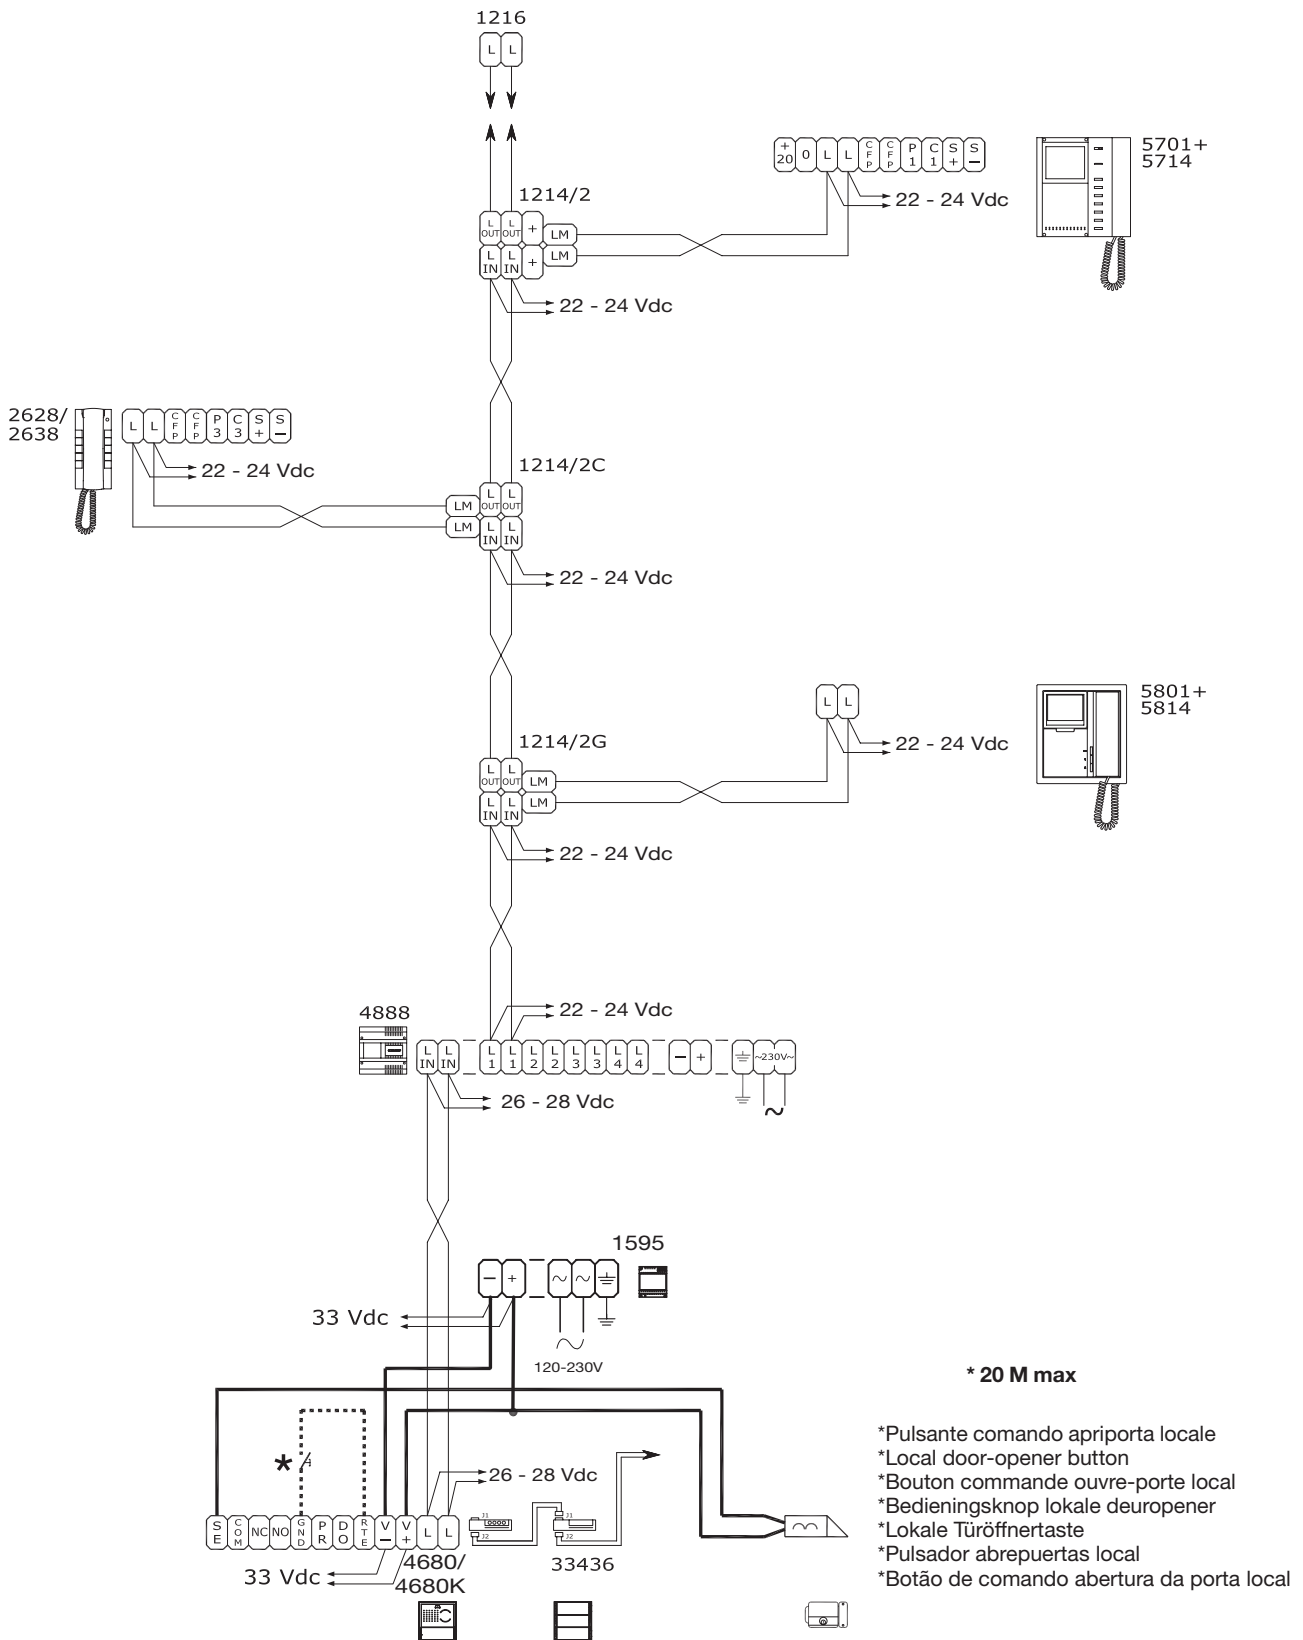 1216
L L
+ 20 0 L L CFP CFP P1 C1 S+ S−
5701+
5714
22 - 24 Vdc
1214/2
L OUT L OUT + LM
L IN L IN + LM
22 - 24 Vdc
2628/
2638
L L CFP CFP P3 C3 S+ S−
22 - 24 Vdc
1214/2C
LM L OUT L OUT
LM L IN L IN
22 - 24 Vdc
L L
5801+
5814
22 - 24 Vdc
1214/2G
L OUT L OUT LM
L IN L IN LM
22 - 24 Vdc
22 - 24 Vdc
4888
L IN L IN L1 L1 L2 L2 L3 L3 L4 L4 − + ~230V~
~
26 - 28 Vdc
1595
− + ~ ~
33 Vdc
120-230V
* 20 M max
*Pulsante comando apriporta locale
*Local door-opener button
*Bouton commande ouvre-porte local
*Bedieningsknop lokale deuropener
*Lokale Türöffnertaste
*Pulsador abrepuertas local
*Botão de comando abertura da porta local
*
26 - 28 Vdc
SE COM NC NO GND PR DO RTE V− V+ L L
J1 J1
J2 J2
33 Vdc
4680/
4680K
33436